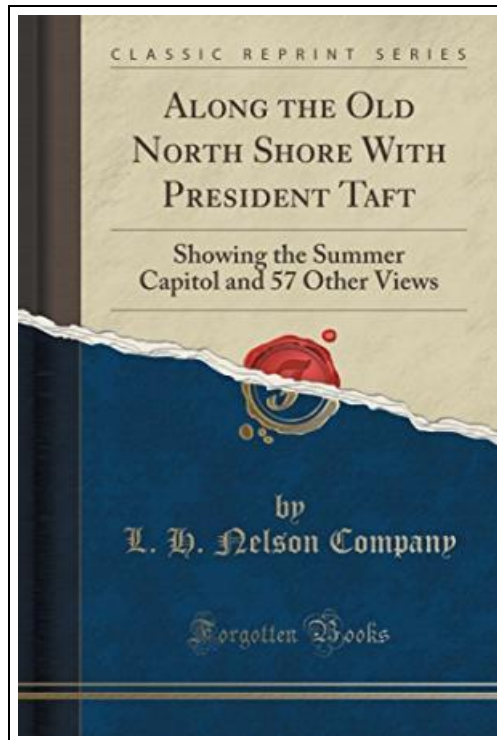 CLASSIC REPRINT SERIES
ALONG THE OLD
NORTH SHORE WITH
PRESIDENT TAFT
Showing the Summer
Capitol and 57 Other Views
by
L. H. Nelson Company
Forgotten Books